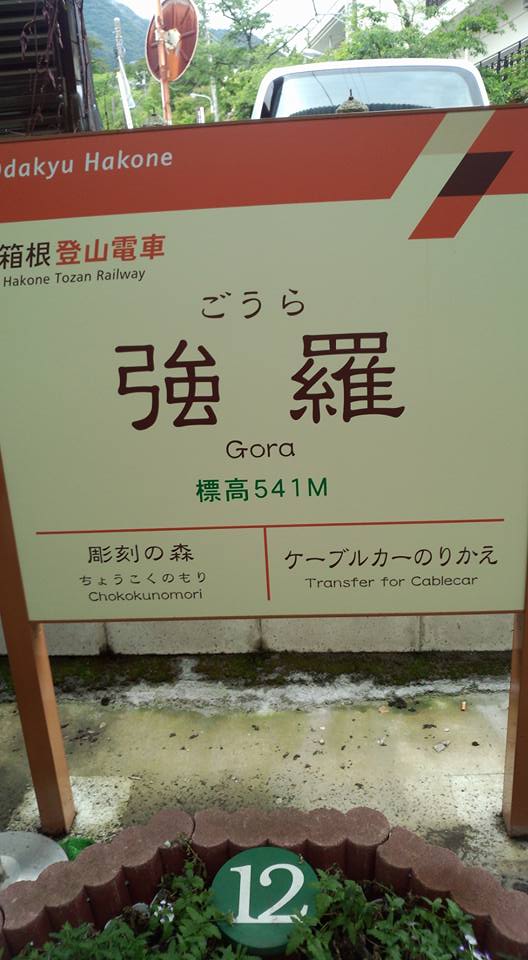 Odakyu Hakone
箱根登山電車
Hakone Tozan Railway
ごうら
強羅
Gora
標高541M
彫刻の森
ちょうこくのもり
Chokokunomori
ケーブルカーのりかえ
Transfer for Cablecar
12